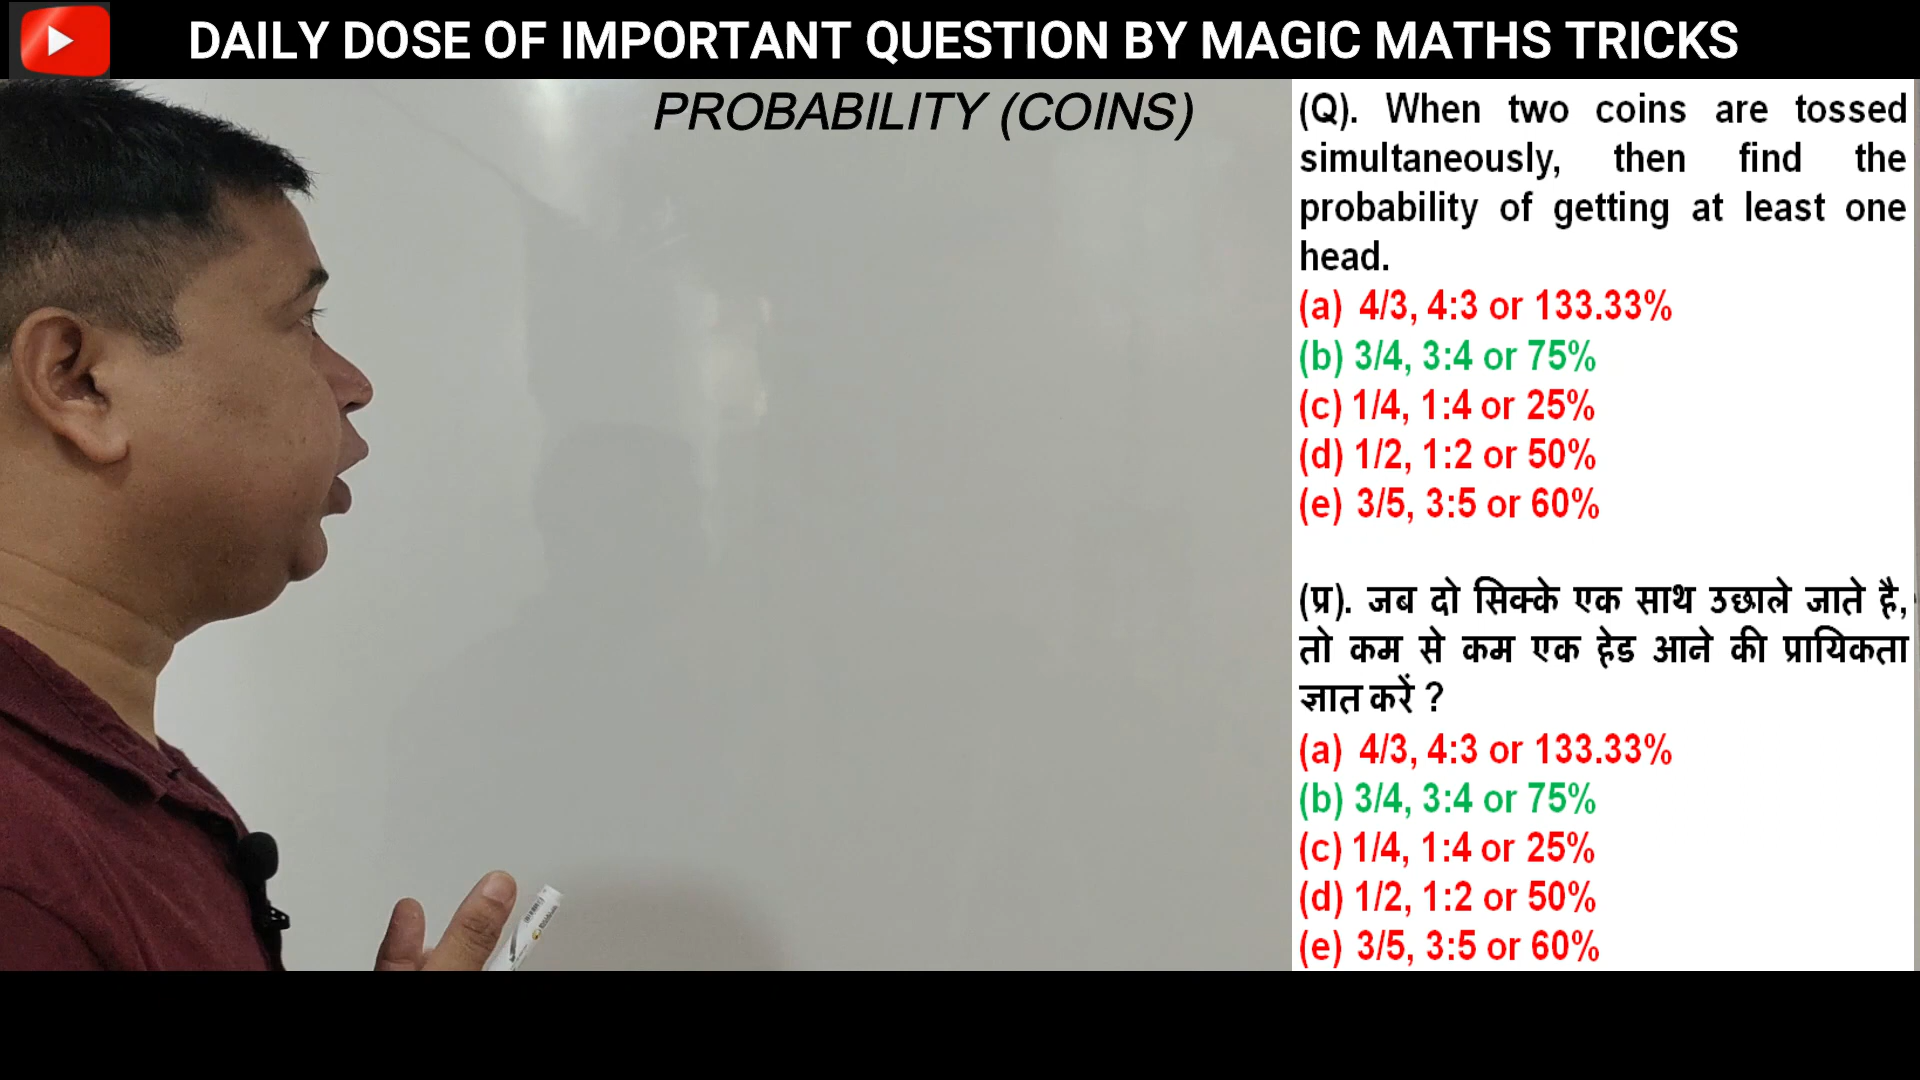 DAILY DOSE OF IMPORTANT QUESTION BY MAGIC MATHS TRICKS
PROBABILITY (COINS)
(Q). When two coins are tossed
simultaneously, then find the
probability of getting at least one
head.
(a) 4/3, 4:3 or 133.33%
(b) 3/4, 3:4 or 75%
(c) 1/4, 1:4 or 25%
(d) 1/2, 1:2 or 50%
(e) 3/5, 3:5 or 60%
(प्र). जब दो सिक्के एक साथ उछाले जाते है,
तो कम से कम एक हेड आने की प्रायिकता
ज्ञात करें ?
(a) 4/3, 4:3 or 133.33%
(b) 3/4, 3:4 or 75%
(c) 1/4, 1:4 or 25%
(d) 1/2, 1:2 or 50%
(e) 3/5, 3:5 or 60%